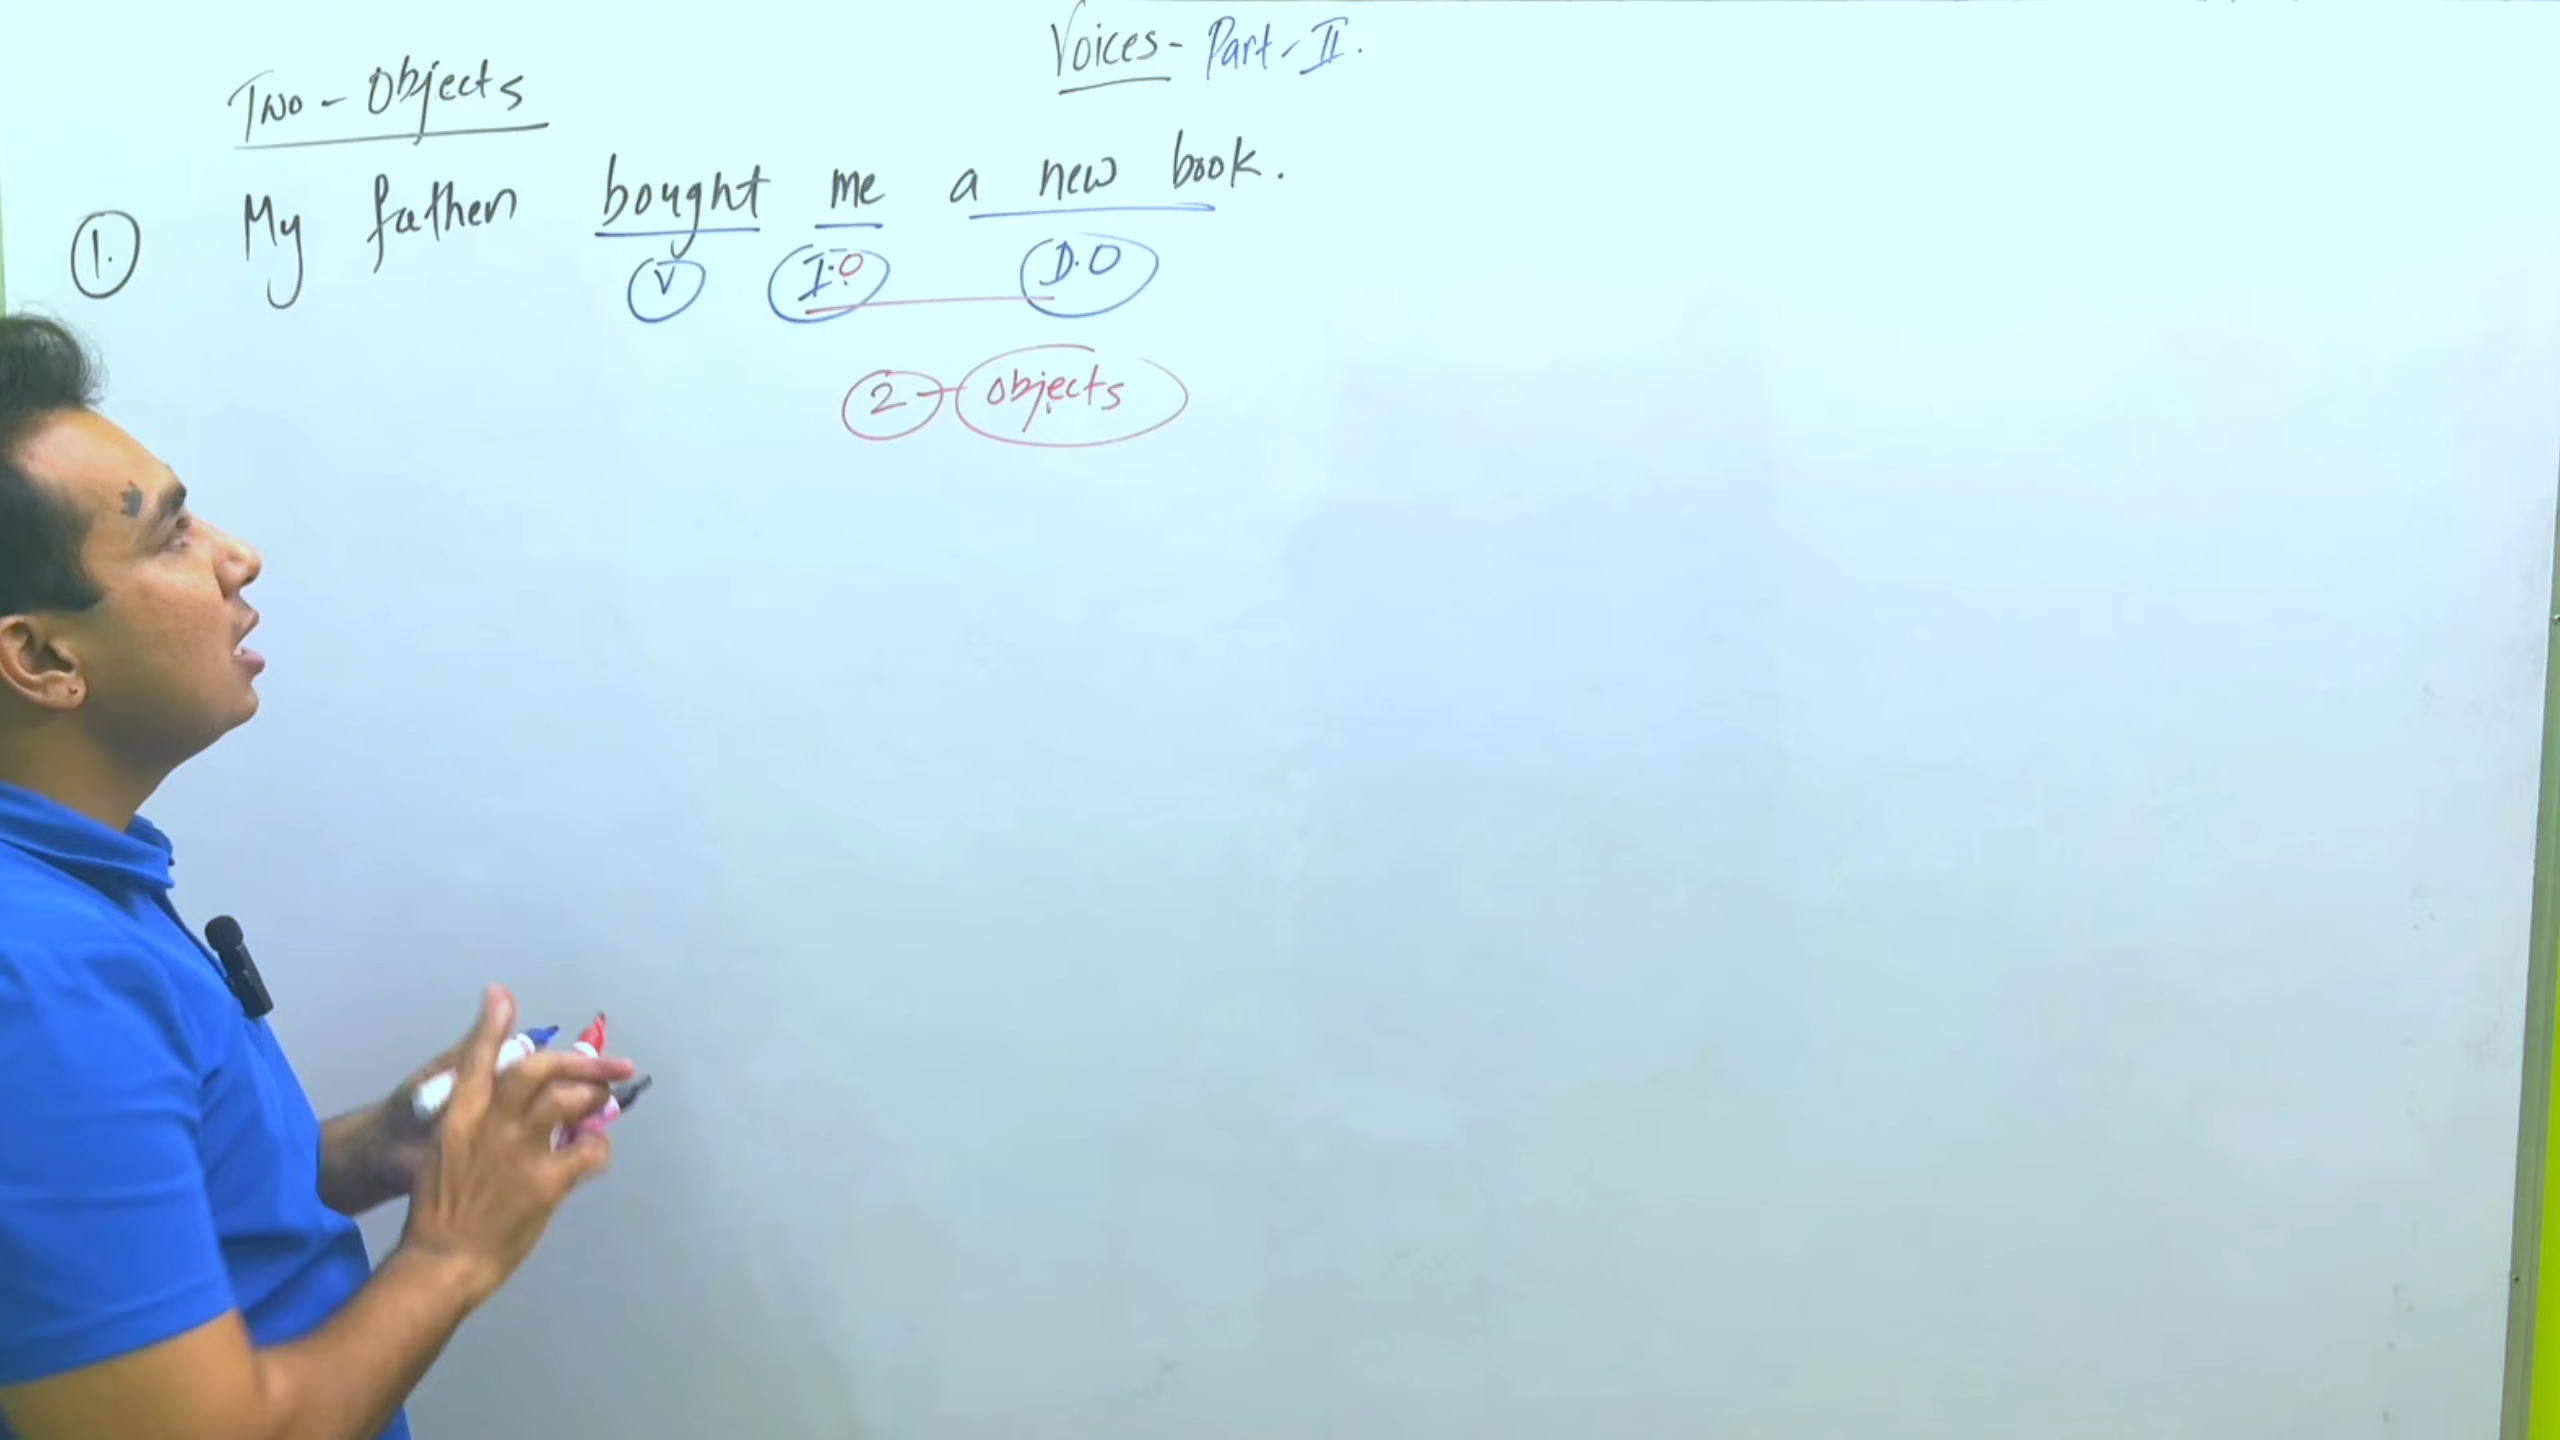 Voices - Part - II.
Two - Objects
1. My father bought me a new book.
V I.O D.O
2 - objects